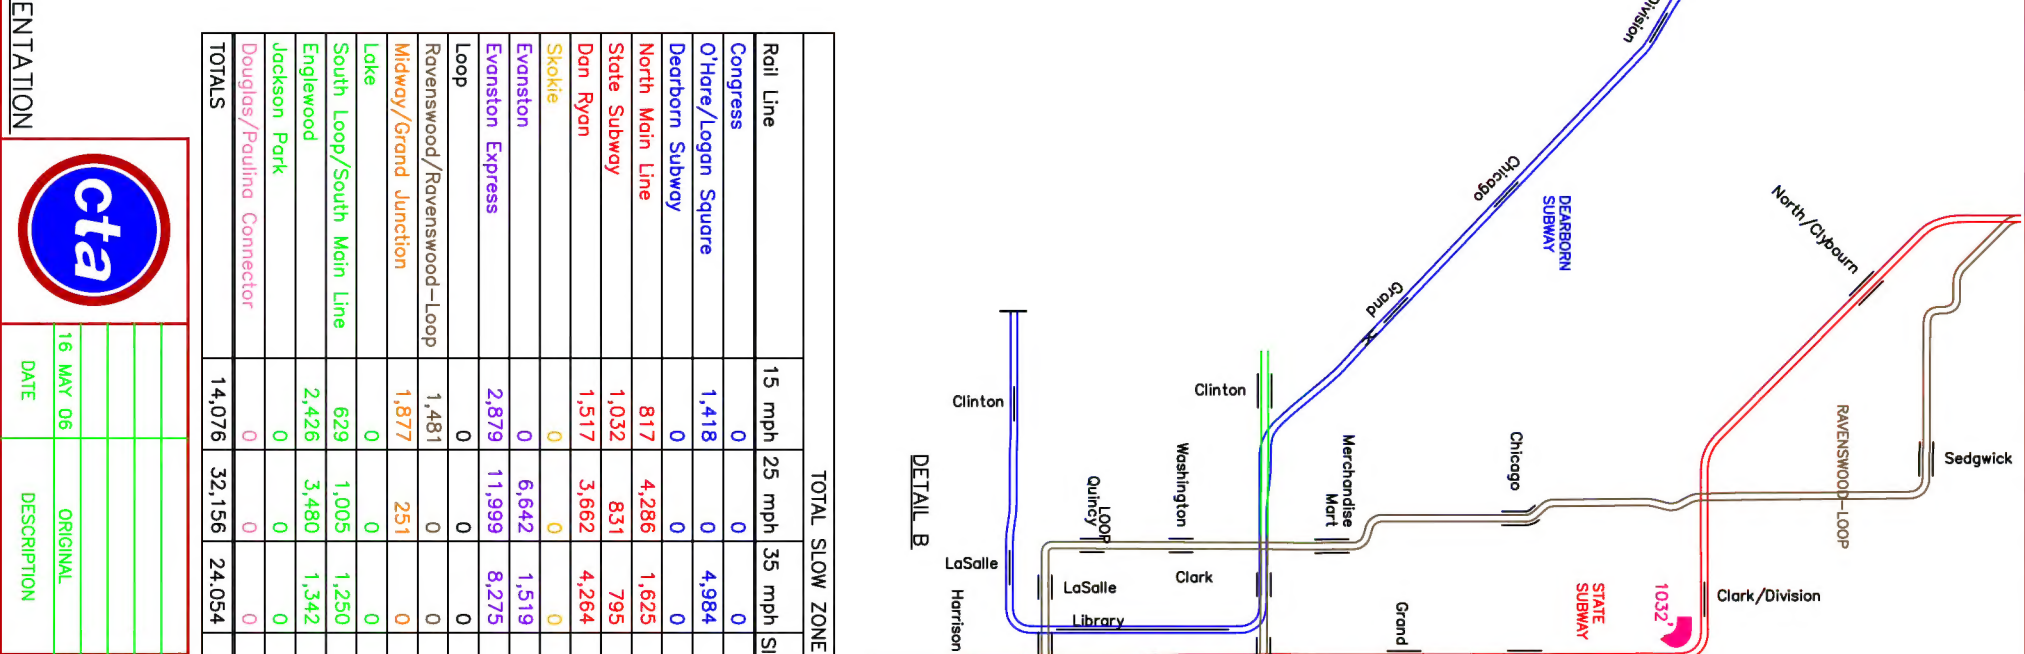 TOTAL SLOW ZONE
Rail Line 15 mph 25 mph 35 mph
Congress 0 0 0
O'Hare/Logan Square 1,418 0 4,984
Dearborn Subway 0 0 0
North Main Line 817 4,286 1,625
State Subway 1,032 831 795
Dan Ryan 1,517 3,662 4,264
Skokie 0 0 0
Evanston 0 6,642 1,519
Evanston Express 2,879 11,999 8,275
Loop 0 0 0
Ravenswood/Ravenswood-Loop 1,481 0 0
Midway/Grand Junction 1,877 251 0
Lake 0 0 0
South Loop/South Main Line 629 1,005 1,250
Englewood 2,426 3,480 1,342
Jackson Park 0 0 0
Douglas/Paulina Connector 0 0 0
TOTALS 14,076 32,156 24.054
cta
16 MAY 06 ORIGINAL
DATE DESCRIPTION
ENTATION
DETAIL B
Division
Chicago
DEARBORN
SUBWAY
Grand
North/Clybourn
Clinton
Clinton
Sedgwick
RAVENSWOOD-LOOP
Chicago
Merchandise
Mart
Washington
LOOP
Quincy
LaSalle
LaSalle
Clark
Library
Harrison
Grand
STATE
SUBWAY
1032'
Clark/Division